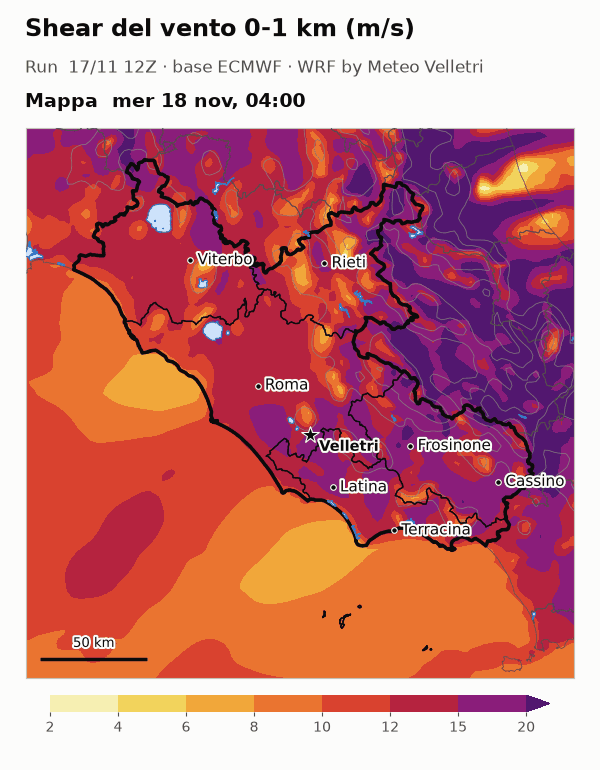 Shear del vento 0-1 km (m/s)
Run  17/11 12Z · base ECMWF · WRF by Meteo Velletri
Mappa  mer 18 nov, 04:00
Viterbo
Rieti
Roma
Velletri
Frosinone
Latina
Cassino
Terracina
50 km
2 4 6 8 10 12 15 20